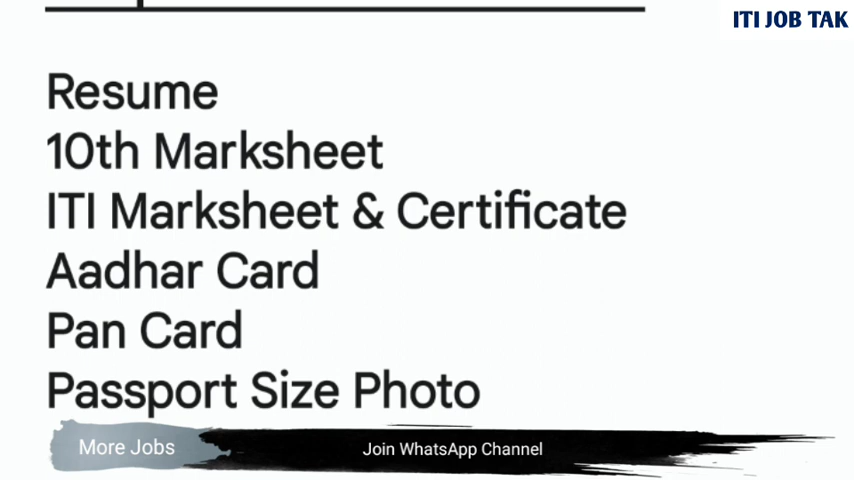 ITI JOB TAK
Resume
10th Marksheet
ITI Marksheet & Certificate
Aadhar Card
Pan Card
Passport Size Photo
More Jobs
Join WhatsApp Channel